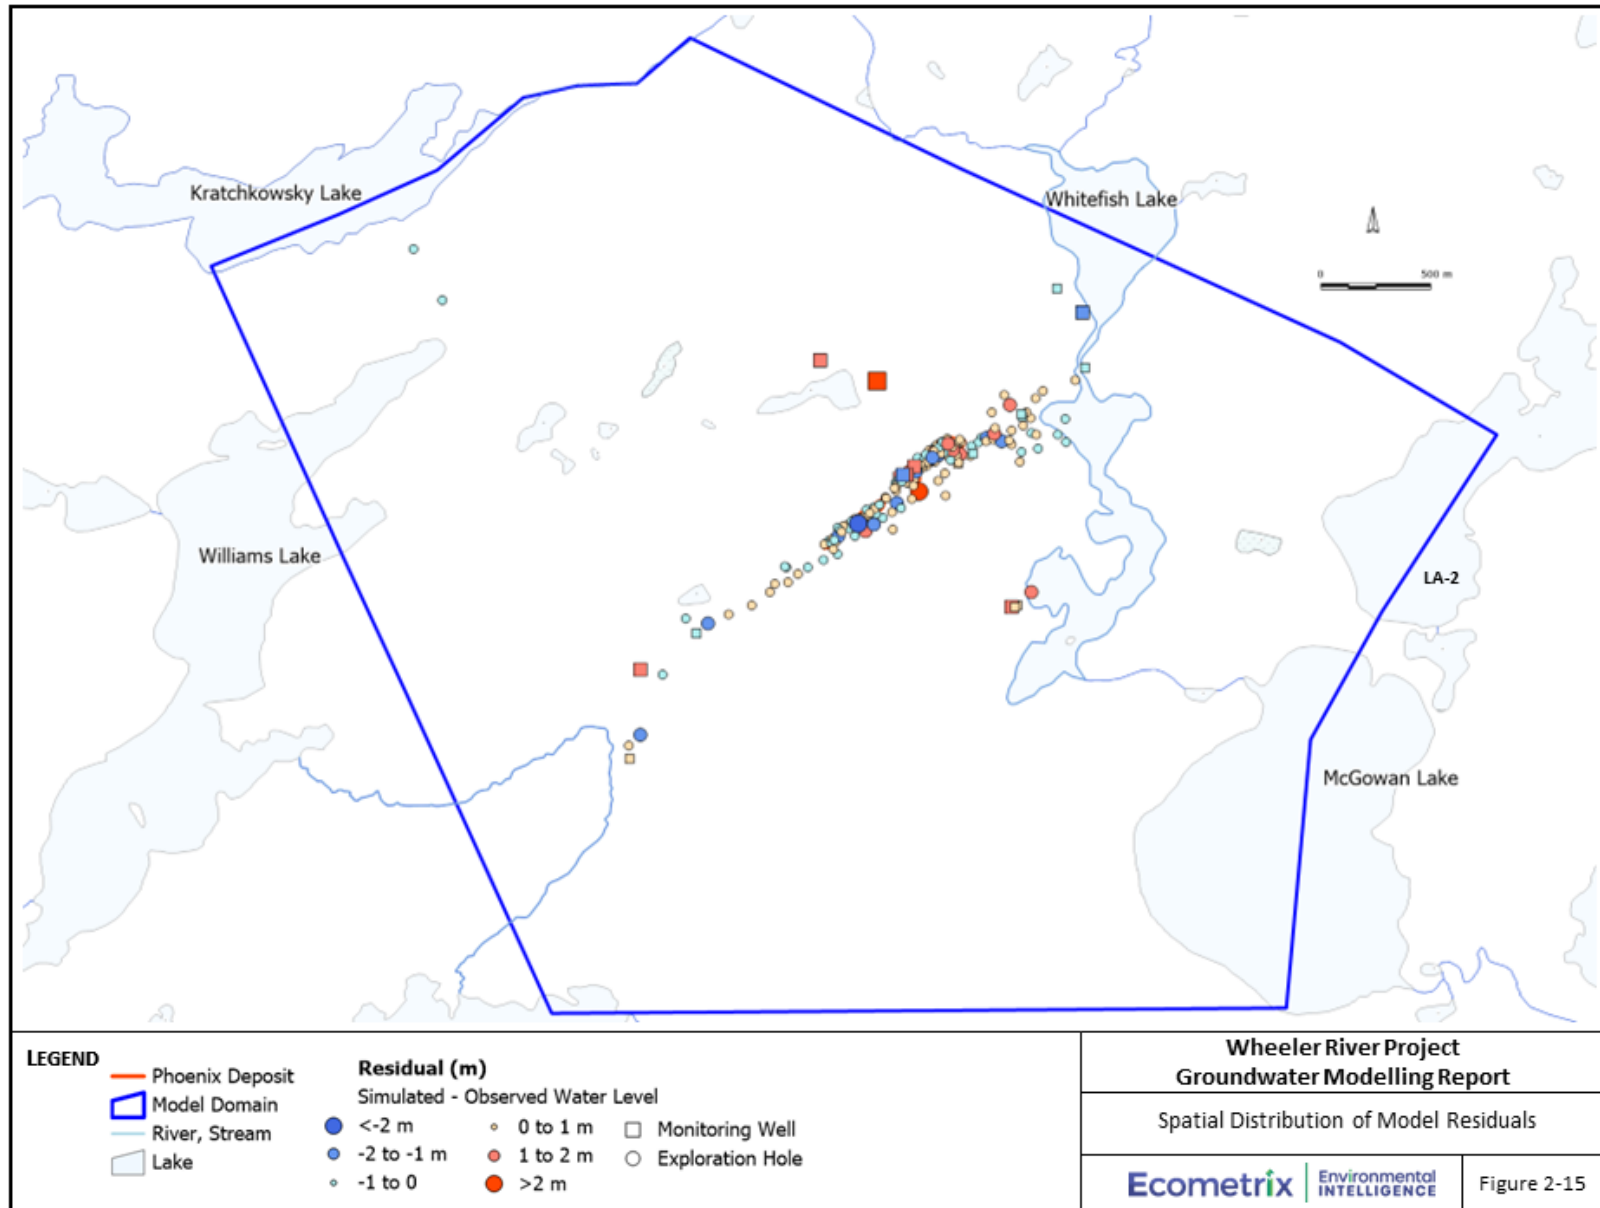 Kratchkowsky Lake
Whitefish Lake
0 500 m
Williams Lake
LA-2
McGowan Lake
LEGEND
Phoenix Deposit
Model Domain
River, Stream
Lake
Residual (m)
Simulated - Observed Water Level
<-2 m
-2 to -1 m
-1 to 0
0 to 1 m
1 to 2 m
>2 m
Monitoring Well
Exploration Hole
Wheeler River Project
Groundwater Modelling Report
Spatial Distribution of Model Residuals
Ecometrix
Environmental
INTELLIGENCE
Figure 2-15